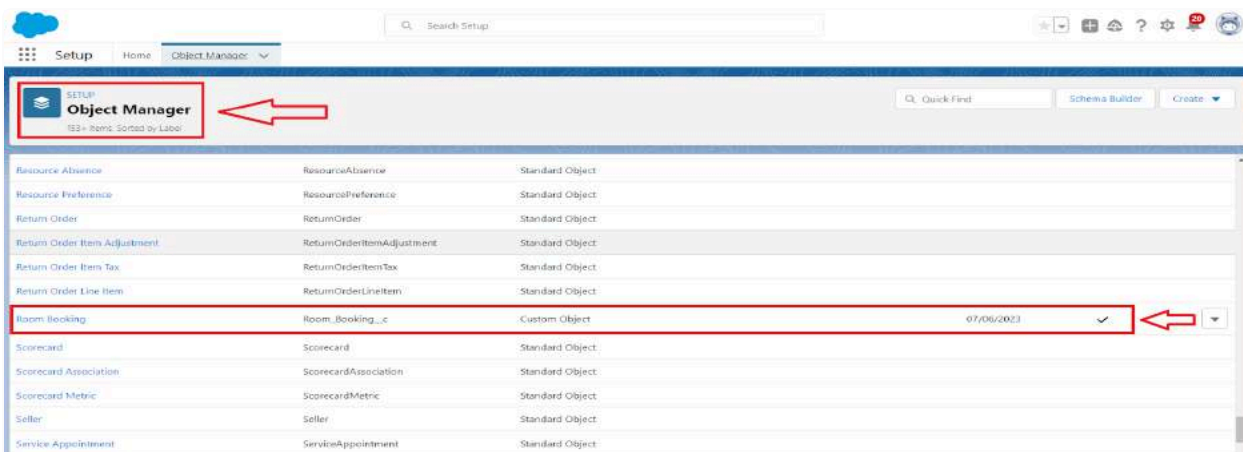 Search Setup
20
Setup Home Object Manager
SETUP
Object Manager
153+ Items, Sorted by Label
Quick Find Schema Builder Create
Resource Absence ResourceAbsence Standard Object
Resource Preference ResourcePreference Standard Object
Return Order ReturnOrder Standard Object
Return Order Item Adjustment ReturnOrderItemAdjustment Standard Object
Return Order Item Tax ReturnOrderItemTax Standard Object
Return Order Line Item ReturnOrderLineItem Standard Object
Room Booking Room_Booking__c Custom Object 07/06/2023
Scorecard Scorecard Standard Object
Scorecard Association ScorecardAssociation Standard Object
Scorecard Metric ScorecardMetric Standard Object
Seller Seller Standard Object
Service Appointment ServiceAppointment Standard Object